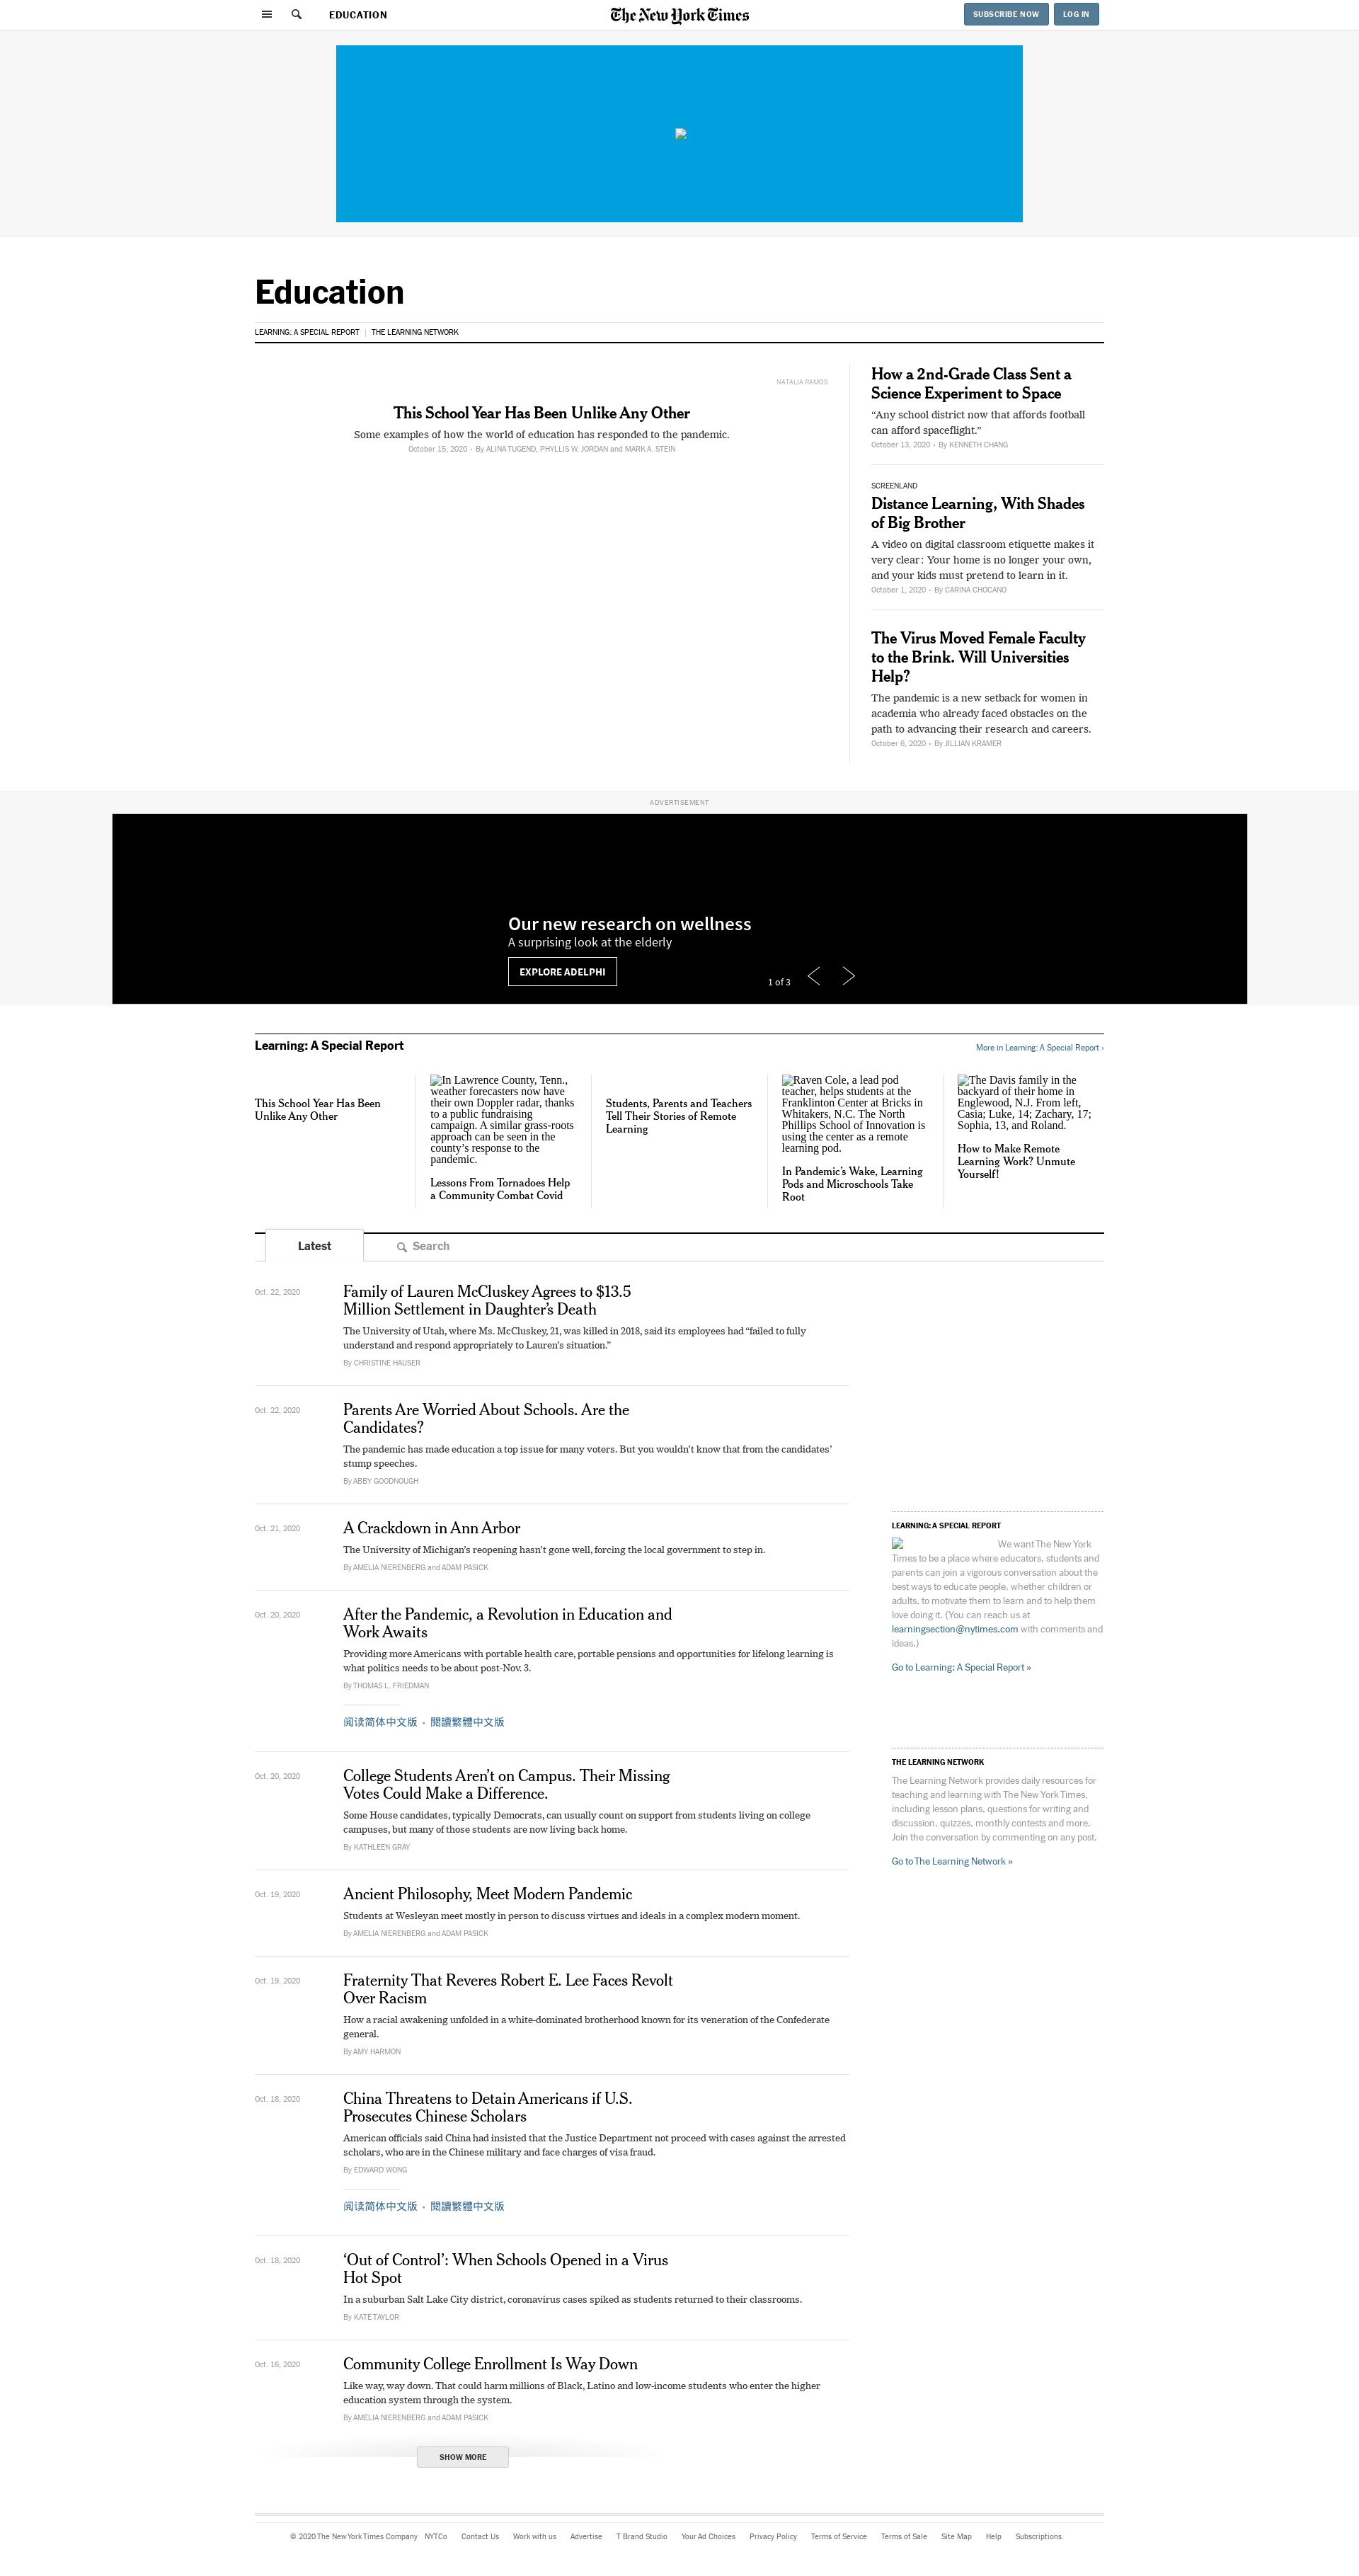 EDUCATION
The New York Times
SUBSCRIBE NOW
LOG IN
Education
LEARNING: A SPECIAL REPORT | THE LEARNING NETWORK
NATALIA RAMOS
This School Year Has Been Unlike Any Other
Some examples of how the world of education has responded to the pandemic.
October 15, 2020 • By ALINA TUGEND, PHYLLIS W. JORDAN and MARK A. STEIN
How a 2nd-Grade Class Sent a
Science Experiment to Space
“Any school district now that affords football
can afford spaceflight.”
October 13, 2020 • By KENNETH CHANG
SCREENLAND
Distance Learning, With Shades
of Big Brother
A video on digital classroom etiquette makes it
very clear: Your home is no longer your own,
and your kids must pretend to learn in it.
October 1, 2020 • By CARINA CHOCANO
The Virus Moved Female Faculty
to the Brink. Will Universities
Help?
The pandemic is a new setback for women in
academia who already faced obstacles on the
path to advancing their research and careers.
October 6, 2020 • By JILLIAN KRAMER
ADVERTISEMENT
Our new research on wellness
A surprising look at the elderly
EXPLORE ADELPHI
1 of 3
Learning: A Special Report
More in Learning: A Special Report ›
This School Year Has Been
Unlike Any Other
In Lawrence County, Tenn.,
weather forecasters now have
their own Doppler radar, thanks
to a public fundraising
campaign. A similar grass-roots
approach can be seen in the
county’s response to the
pandemic.
Lessons From Tornadoes Help
a Community Combat Covid
Students, Parents and Teachers
Tell Their Stories of Remote
Learning
Raven Cole, a lead pod
teacher, helps students at the
Franklinton Center at Bricks in
Whitakers, N.C. The North
Phillips School of Innovation is
using the center as a remote
learning pod.
In Pandemic’s Wake, Learning
Pods and Microschools Take
Root
The Davis family in the
backyard of their home in
Englewood, N.J. From left,
Casia; Luke, 14; Zachary, 17;
Sophia, 13, and Roland.
How to Make Remote
Learning Work? Unmute
Yourself!
Latest
Search
Oct. 22, 2020
Family of Lauren McCluskey Agrees to $13.5
Million Settlement in Daughter’s Death
The University of Utah, where Ms. McCluskey, 21, was killed in 2018, said its employees had “failed to fully
understand and respond appropriately to Lauren’s situation.”
By CHRISTINE HAUSER
Oct. 22, 2020
Parents Are Worried About Schools. Are the
Candidates?
The pandemic has made education a top issue for many voters. But you wouldn’t know that from the candidates’
stump speeches.
By ABBY GOODNOUGH
Oct. 21, 2020
A Crackdown in Ann Arbor
The University of Michigan’s reopening hasn’t gone well, forcing the local government to step in.
By AMELIA NIERENBERG and ADAM PASICK
Oct. 20, 2020
After the Pandemic, a Revolution in Education and
Work Awaits
Providing more Americans with portable health care, portable pensions and opportunities for lifelong learning is
what politics needs to be about post-Nov. 3.
By THOMAS L. FRIEDMAN
阅读简体中文版 • 閱讀繁體中文版
Oct. 20, 2020
College Students Aren’t on Campus. Their Missing
Votes Could Make a Difference.
Some House candidates, typically Democrats, can usually count on support from students living on college
campuses, but many of those students are now living back home.
By KATHLEEN GRAY
Oct. 19, 2020
Ancient Philosophy, Meet Modern Pandemic
Students at Wesleyan meet mostly in person to discuss virtues and ideals in a complex modern moment.
By AMELIA NIERENBERG and ADAM PASICK
Oct. 19, 2020
Fraternity That Reveres Robert E. Lee Faces Revolt
Over Racism
How a racial awakening unfolded in a white-dominated brotherhood known for its veneration of the Confederate
general.
By AMY HARMON
Oct. 18, 2020
China Threatens to Detain Americans if U.S.
Prosecutes Chinese Scholars
American officials said China had insisted that the Justice Department not proceed with cases against the arrested
scholars, who are in the Chinese military and face charges of visa fraud.
By EDWARD WONG
阅读简体中文版 • 閱讀繁體中文版
Oct. 18, 2020
‘Out of Control’: When Schools Opened in a Virus
Hot Spot
In a suburban Salt Lake City district, coronavirus cases spiked as students returned to their classrooms.
By KATE TAYLOR
Oct. 16, 2020
Community College Enrollment Is Way Down
Like way, way down. That could harm millions of Black, Latino and low-income students who enter the higher
education system through the system.
By AMELIA NIERENBERG and ADAM PASICK
SHOW MORE
LEARNING: A SPECIAL REPORT
We want The New York
Times to be a place where educators, students and
parents can join a vigorous conversation about the
best ways to educate people, whether children or
adults, to motivate them to learn and to help them
love doing it. (You can reach us at
learningsection@nytimes.com with comments and
ideas.)
Go to Learning: A Special Report »
THE LEARNING NETWORK
The Learning Network provides daily resources for
teaching and learning with The New York Times,
including lesson plans, questions for writing and
discussion, quizzes, monthly contests and more.
Join the conversation by commenting on any post.
Go to The Learning Network »
© 2020 The New York Times Company NYTCo Contact Us Work with us Advertise T Brand Studio Your Ad Choices Privacy Policy Terms of Service Terms of Sale Site Map Help Subscriptions